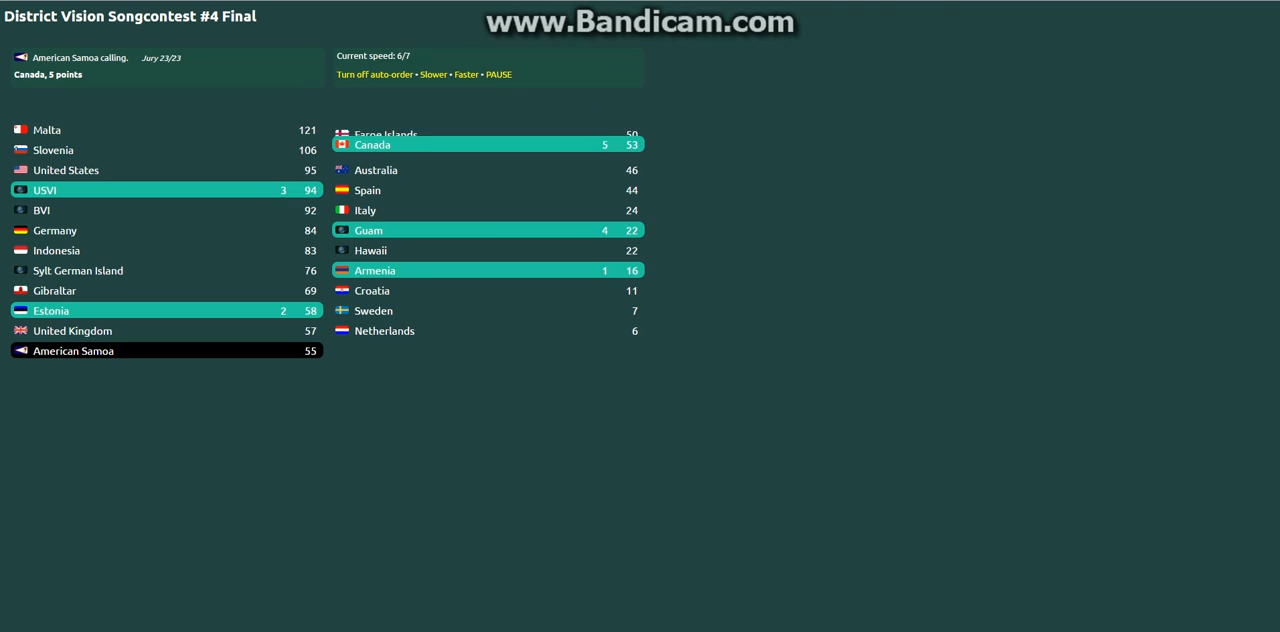 District Vision Songcontest #4 Final
www.Bandicam.com
American Samoa calling. Jury 23/23
Canada, 5 points
Current speed: 6/7
Turn off auto-order • Slower • Faster • PAUSE
Malta 121
Slovenia 106
United States 95
USVI 3 94
BVI 92
Germany 84
Indonesia 83
Sylt German Island 76
Gibraltar 69
Estonia 2 58
United Kingdom 57
American Samoa 55
Faroe Islands 50
Canada 5 53
Australia 46
Spain 44
Italy 24
Guam 4 22
Hawaii 22
Armenia 1 16
Croatia 11
Sweden 7
Netherlands 6